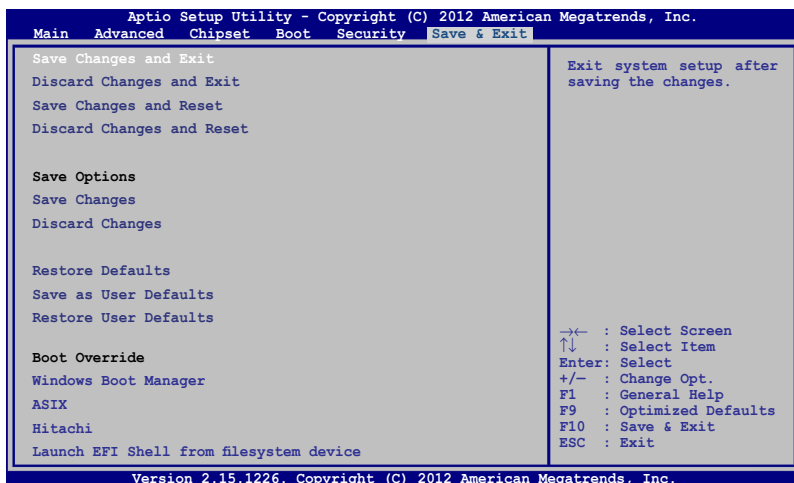 Aptio Setup Utility - Copyright (C) 2012 American Megatrends, Inc.
Main Advanced Chipset Boot Security Save & Exit
Save Changes and Exit
Discard Changes and Exit
Save Changes and Reset
Discard Changes and Reset
Save Options
Save Changes
Discard Changes
Restore Defaults
Save as User Defaults
Restore User Defaults
Boot Override
Windows Boot Manager
ASIX
Hitachi
Launch EFI Shell from filesystem device
Exit system setup after
saving the changes.
→← : Select Screen
↑↓ : Select Item
Enter: Select
+/— : Change Opt.
F1 : General Help
F9 : Optimized Defaults
F10 : Save & Exit
ESC : Exit
Version 2.15.1226. Copyright (C) 2012 American Megatrends, Inc.